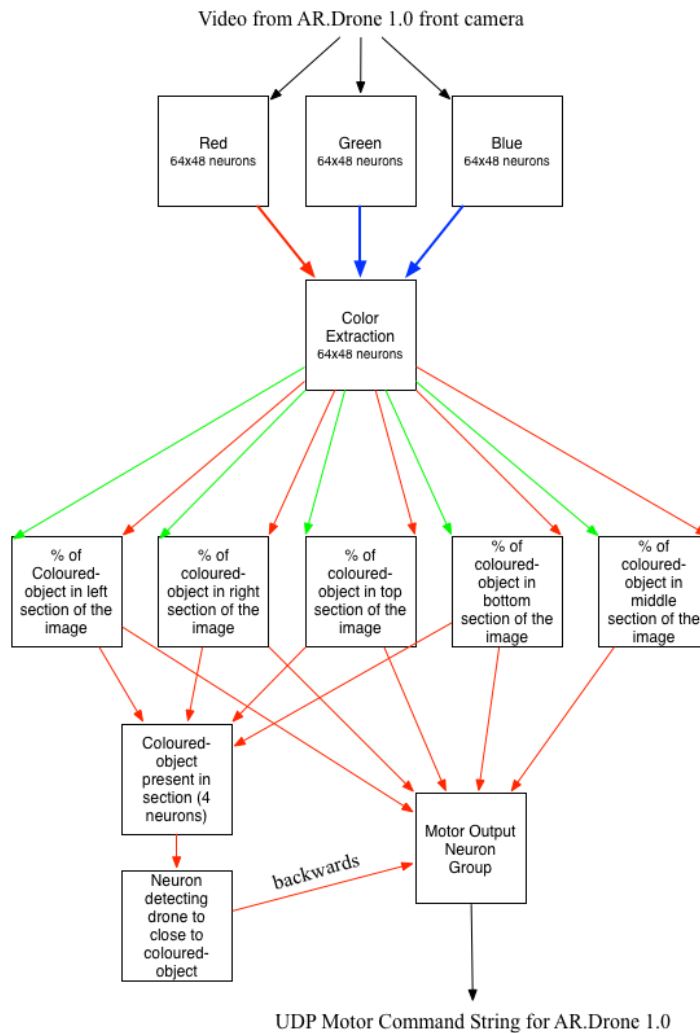 Video from AR.Drone 1.0 front camera
Red
64x48 neurons
Green
64x48 neurons
Blue
64x48 neurons
Color
Extraction
64x48 neurons
% of
Coloured-
object in left
section of the
image
% of
coloured-
object in right
section of the
image
% of
coloured-
object in top
section of the
image
% of
coloured-
object in
bottom
section of the
image
% of
coloured-
object in
middle
section of the
image
Coloured-
object
present in
section (4
neurons)
Motor Output
Neuron
Group
backwards
Neuron
detecting
drone to
close to
coloured-
object
UDP Motor Command String for AR.Drone 1.0